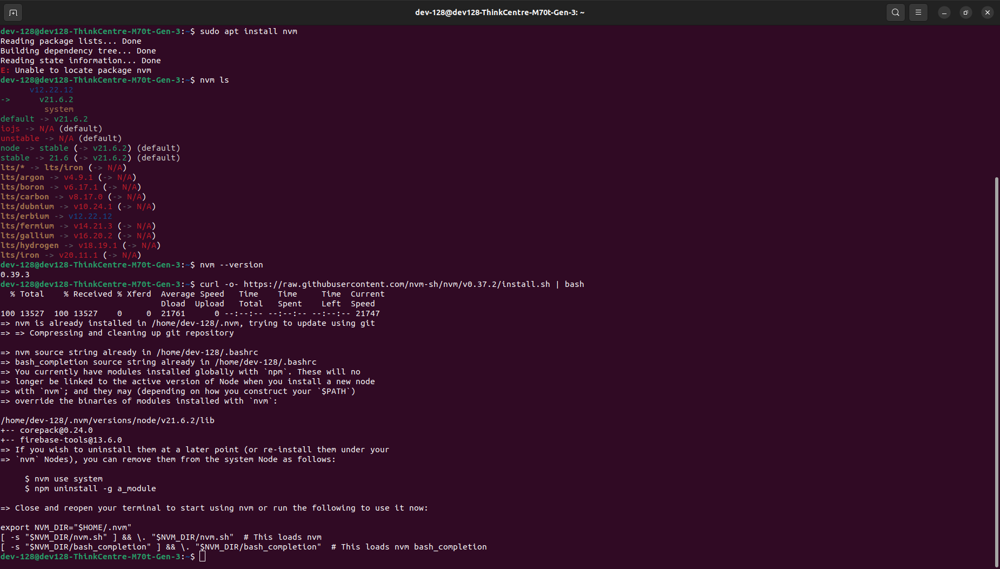 dev-128@dev128-ThinkCentre-M70t-Gen-3: ~
dev-128@dev128-ThinkCentre-M70t-Gen-3:~$ sudo apt install nvm
Reading package lists... Done
Building dependency tree... Done
Reading state information... Done
E: Unable to locate package nvm
dev-128@dev128-ThinkCentre-M70t-Gen-3:~$ nvm ls
      v12.22.12
->      v21.6.2
         system
default -> v21.6.2
iojs -> N/A (default)
unstable -> N/A (default)
node -> stable (-> v21.6.2) (default)
stable -> 21.6 (-> v21.6.2) (default)
lts/* -> lts/iron (-> N/A)
lts/argon -> v4.9.1 (-> N/A)
lts/boron -> v6.17.1 (-> N/A)
lts/carbon -> v8.17.0 (-> N/A)
lts/dubnium -> v10.24.1 (-> N/A)
lts/erbium -> v12.22.12
lts/fermium -> v14.21.3 (-> N/A)
lts/gallium -> v16.20.2 (-> N/A)
lts/hydrogen -> v18.19.1 (-> N/A)
lts/iron -> v20.11.1 (-> N/A)
dev-128@dev128-ThinkCentre-M70t-Gen-3:~$ nvm --version
0.39.3
dev-128@dev128-ThinkCentre-M70t-Gen-3:~$ curl -o- https://raw.githubusercontent.com/nvm-sh/nvm/v0.37.2/install.sh | bash
  % Total    % Received % Xferd  Average Speed   Time    Time     Time  Current
                                 Dload  Upload   Total   Spent    Left  Speed
100 13527  100 13527    0     0  21761      0 --:--:-- --:--:-- --:--:-- 21747
=> nvm is already installed in /home/dev-128/.nvm, trying to update using git
=> => Compressing and cleaning up git repository
=> nvm source string already in /home/dev-128/.bashrc
=> bash_completion source string already in /home/dev-128/.bashrc
=> You currently have modules installed globally with `npm`. These will no
=> longer be linked to the active version of Node when you install a new node
=> with `nvm`; and they may (depending on how you construct your `$PATH`)
=> override the binaries of modules installed with `nvm`:
/home/dev-128/.nvm/versions/node/v21.6.2/lib
+-- corepack@0.24.0
+-- firebase-tools@13.6.0
=> If you wish to uninstall them at a later point (or re-install them under your
=> `nvm` Nodes), you can remove them from the system Node as follows:
     $ nvm use system
     $ npm uninstall -g a_module
=> Close and reopen your terminal to start using nvm or run the following to use it now:
export NVM_DIR="$HOME/.nvm"
[ -s "$NVM_DIR/nvm.sh" ] && \. "$NVM_DIR/nvm.sh"  # This loads nvm
[ -s "$NVM_DIR/bash_completion" ] && \. "$NVM_DIR/bash_completion"  # This loads nvm bash_completion
dev-128@dev128-ThinkCentre-M70t-Gen-3:~$